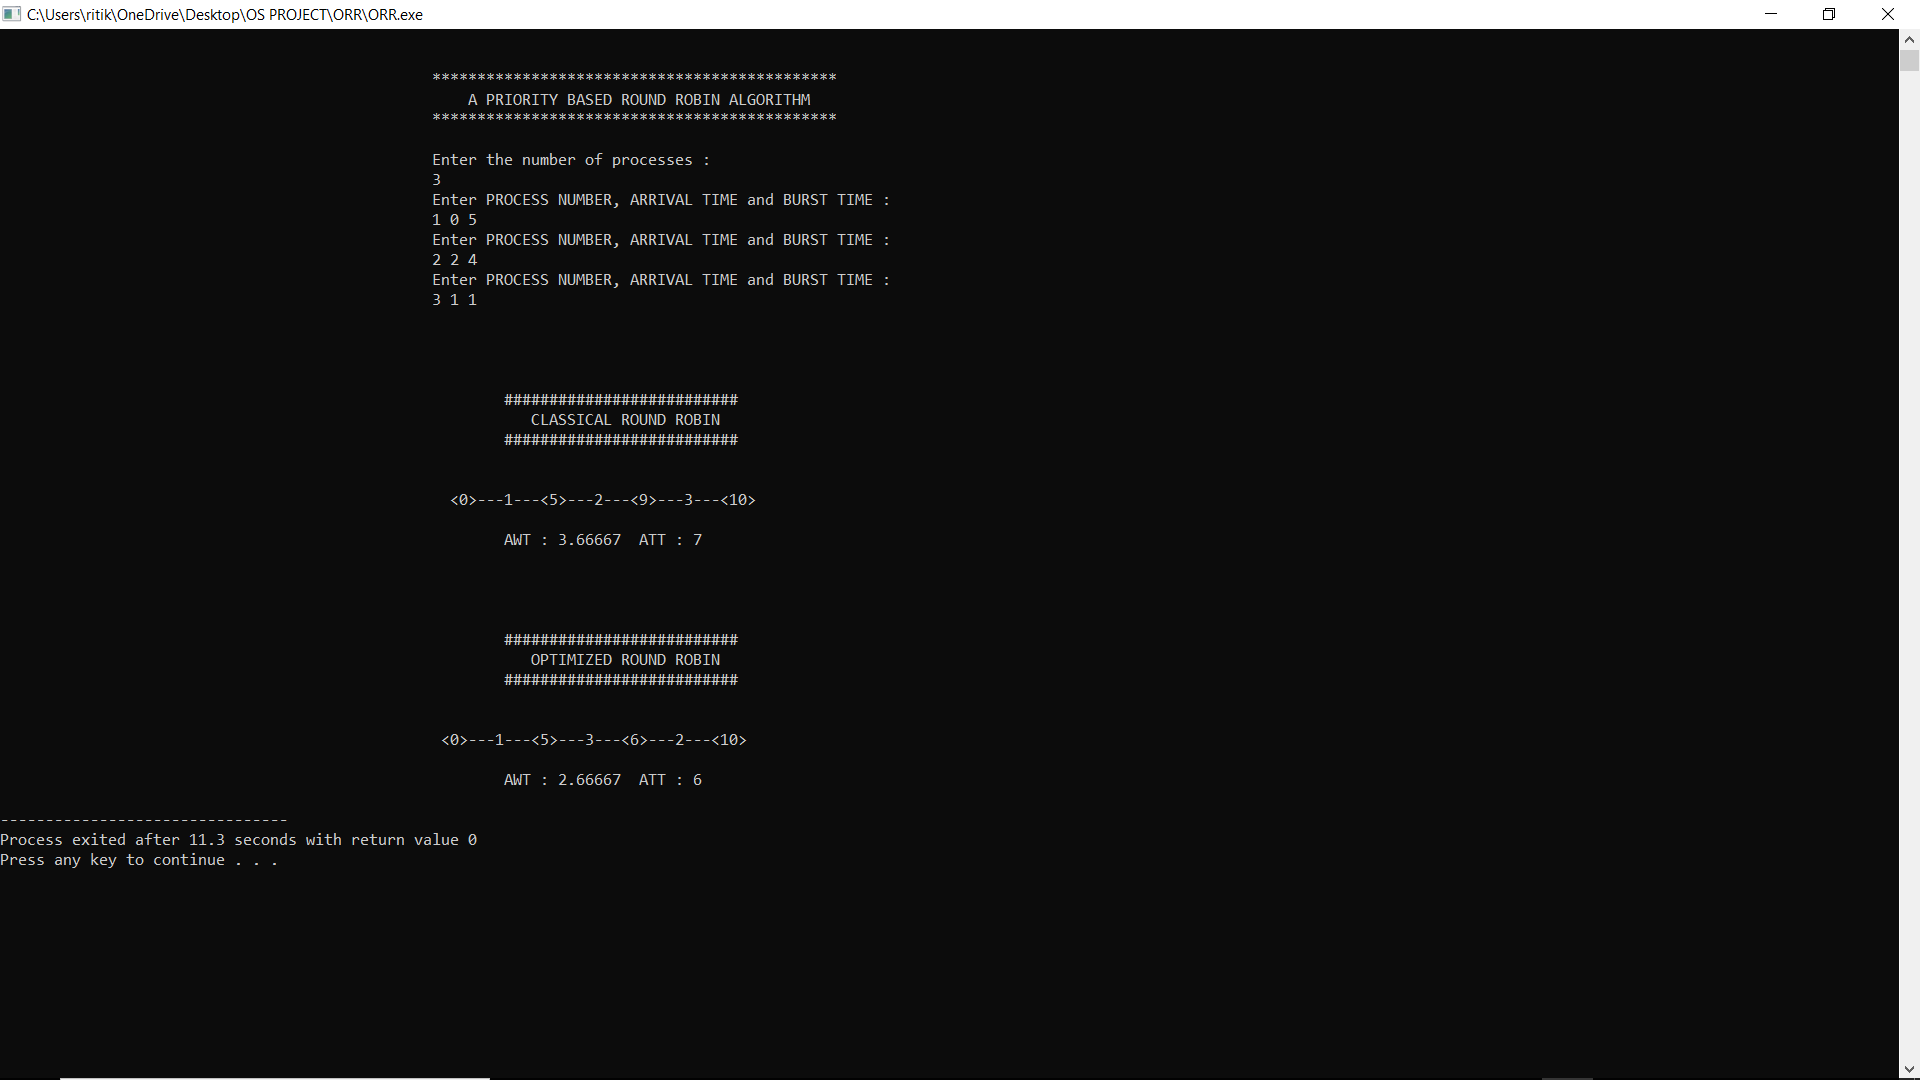 C:\Users\ritik\OneDrive\Desktop\OS PROJECT\ORR\ORR.exe
*********************************************
A PRIORITY BASED ROUND ROBIN ALGORITHM
*********************************************
Enter the number of processes :
3
Enter PROCESS NUMBER, ARRIVAL TIME and BURST TIME :
1 0 5
Enter PROCESS NUMBER, ARRIVAL TIME and BURST TIME :
2 2 4
Enter PROCESS NUMBER, ARRIVAL TIME and BURST TIME :
3 1 1
##########################
CLASSICAL ROUND ROBIN
##########################
<0>---1---<5>---2---<9>---3---<10>
AWT : 3.66667  ATT : 7
##########################
OPTIMIZED ROUND ROBIN
##########################
<0>---1---<5>---3---<6>---2---<10>
AWT : 2.66667  ATT : 6
--------------------------------
Process exited after 11.3 seconds with return value 0
Press any key to continue . . .